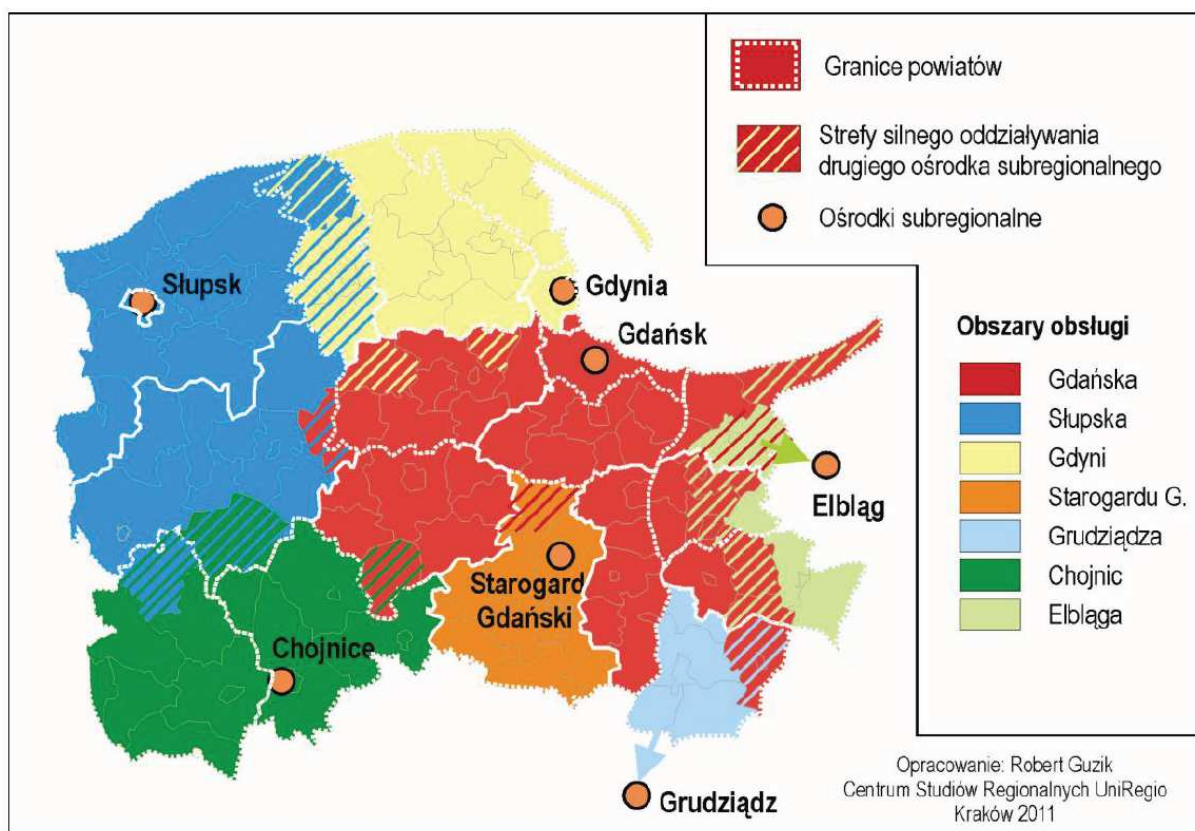 Granice powiatów
Strefy silnego oddziaływania
drugiego ośrodka subregionalnego
Ośrodki subregionalne
Słupsk
Gdynia
Gdańsk
Elbląg
Starogard
Gdański
Chojnice
Grudziądz
Obszary obsługi
Gdańska
Słupska
Gdyni
Starogardu G.
Grudziądza
Chojnic
Elbląga
Opracowanie: Robert Guzik
Centrum Studiów Regionalnych UniRegio
Kraków 2011